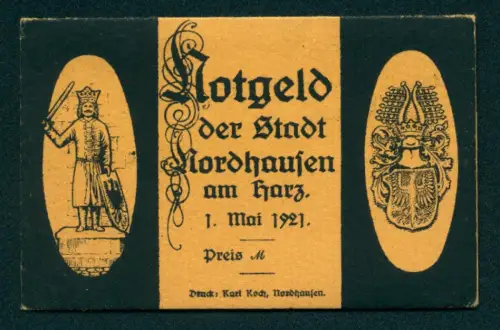 Notgeld
der Stadt
Nordhausen
am Harz.
1. Mai 1921.
Preis M
Druck: Karl Koch, Nordhausen.